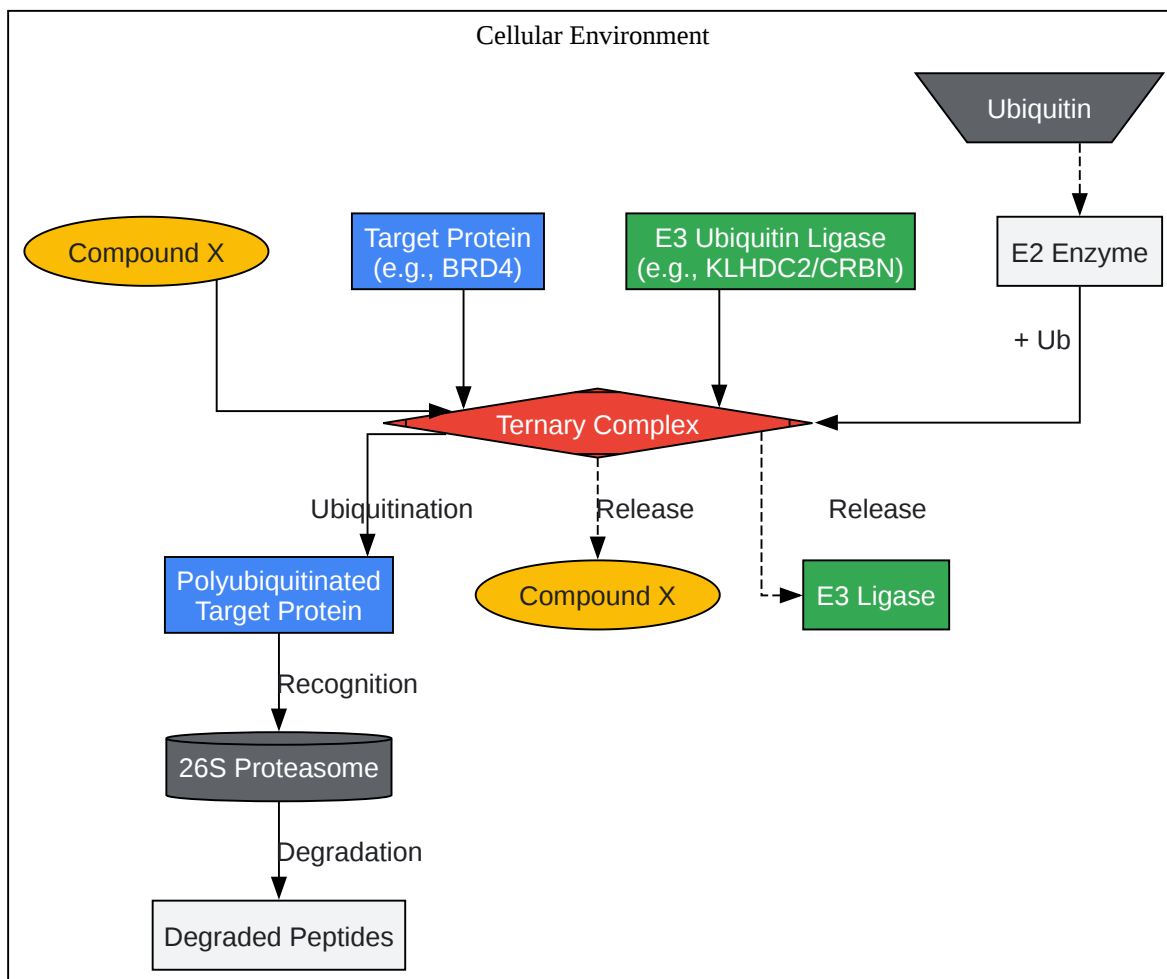 Cellular Environment
Ubiquitin
Compound X
Target Protein
(e.g., BRD4)
E3 Ubiquitin Ligase
(e.g., KLHDC2/CRBN)
E2 Enzyme
+ Ub
Ternary Complex
Ubiquitination
Release
Release
Polyubiquitinated
Target Protein
Compound X
E3 Ligase
Recognition
26S Proteasome
Degradation
Degraded Peptides